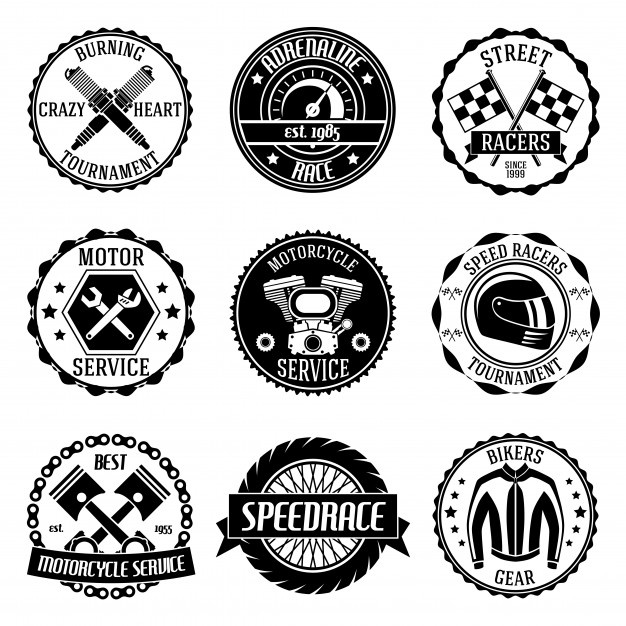 BURNING
CRAZY HEART
TOURNAMENT
ADRENALINE
est. 1985
RACE
STREET
RACERS
SINCE
1999
MOTOR
SERVICE
MOTORCYCLE
SERVICE
SPEED RACERS
TOURNAMENT
BEST
est. 1955
MOTORCYCLE SERVICE
SPEEDRACE
BIKERS
GEAR